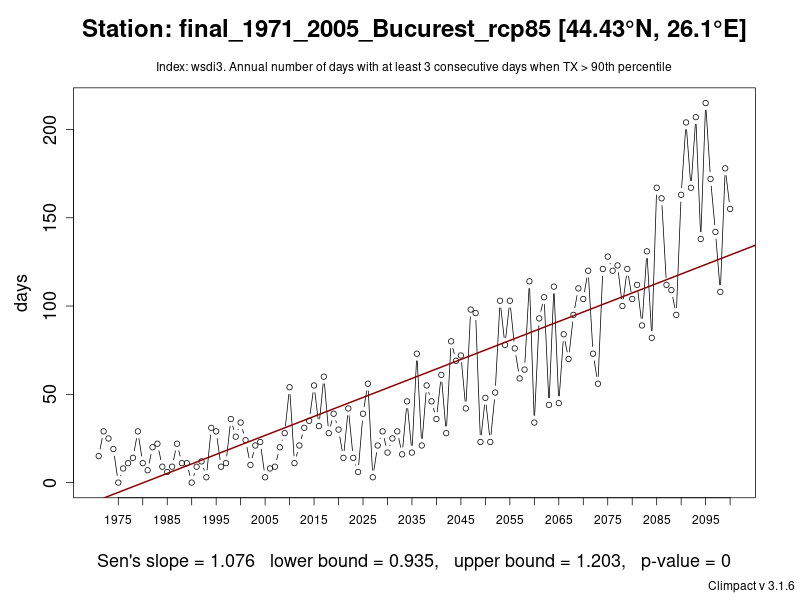 Station: final_1971_2005_Bucurest_rcp85 [44.43°N, 26.1°E]
Index: wsdi3. Annual number of days with at least 3 consecutive days when TX > 90th percentile
200
150
100
50
0
days
1975 1985 1995 2005 2015 2025 2035 2045 2055 2065 2075 2085 2095
Sen's slope = 1.076 lower bound = 0.935, upper bound = 1.203, p-value = 0
Climpact v 3.1.6